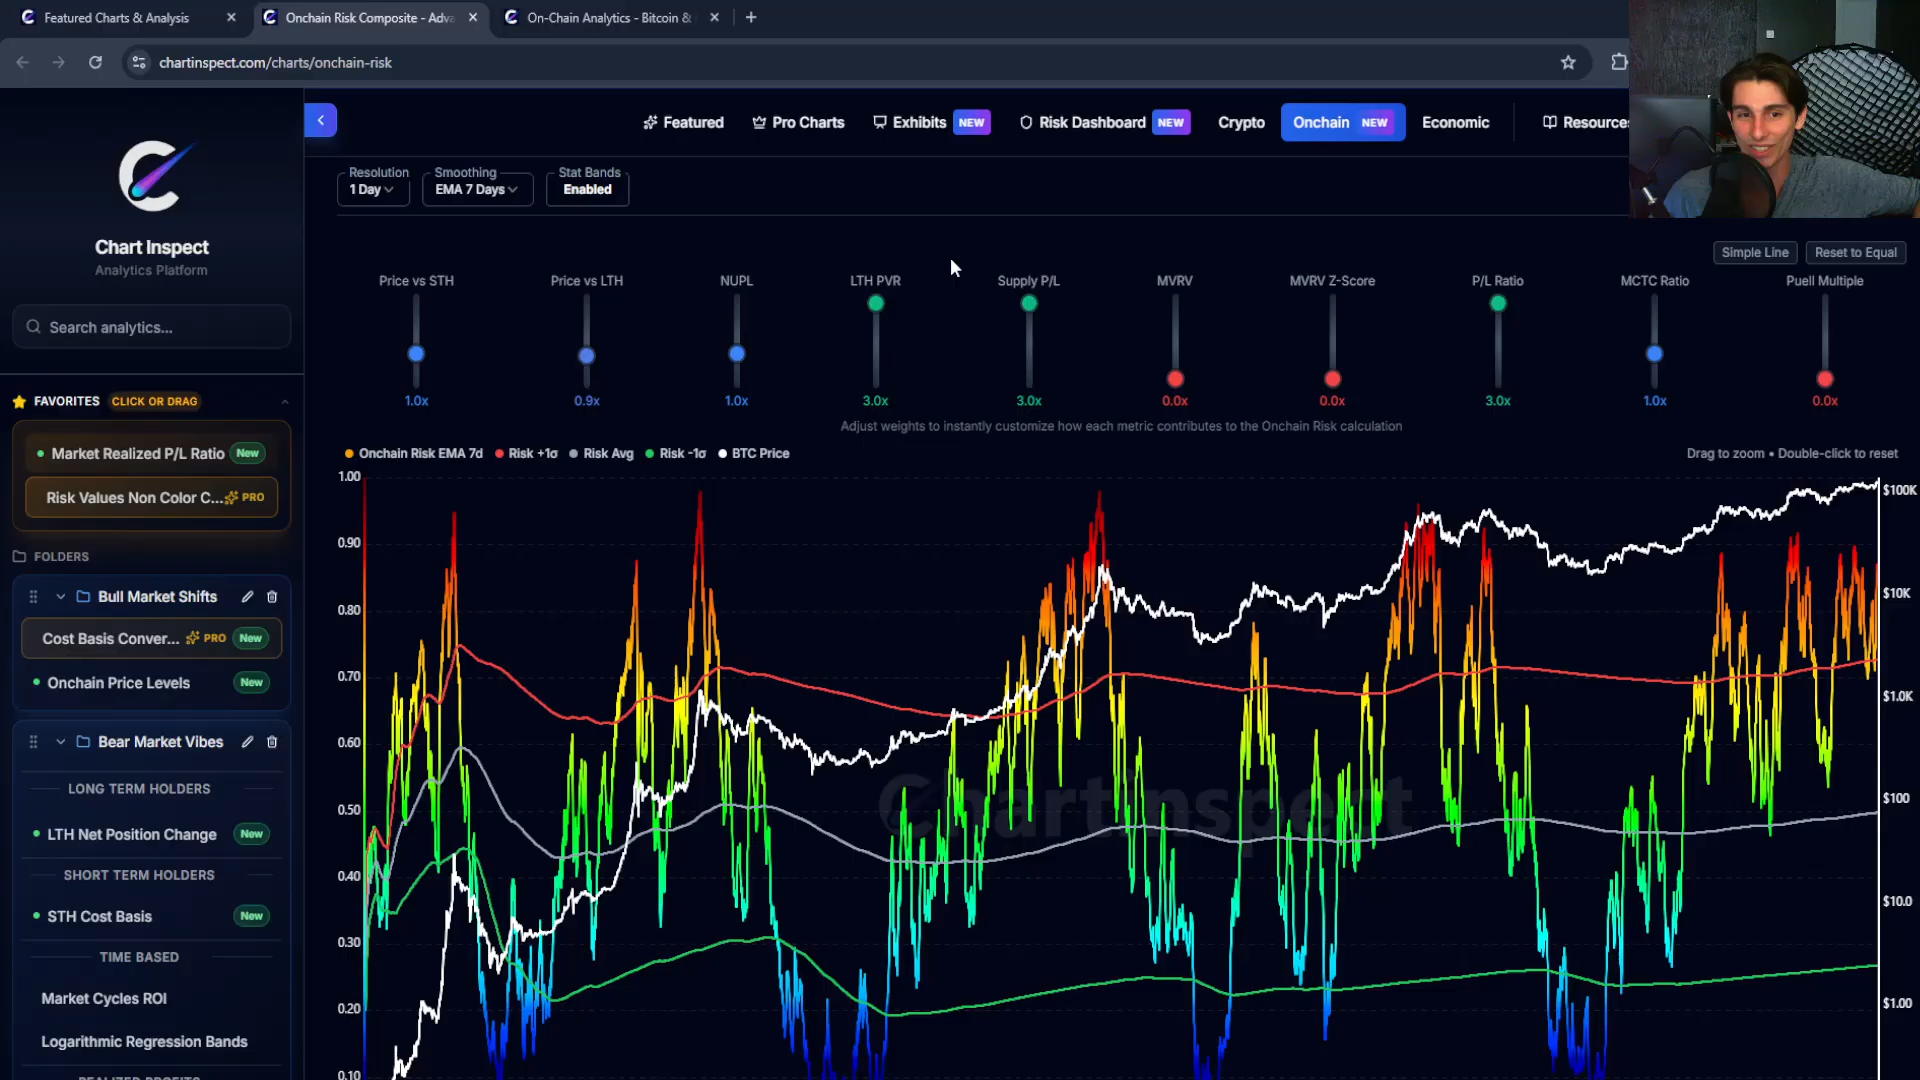 Featured Charts & Analysis
Onchain Risk Composite - Adva
On-Chain Analytics - Bitcoin &
chartinspect.com/charts/onchain-risk
Featured
Pro Charts
Exhibits NEW
Risk Dashboard NEW
Crypto
Onchain NEW
Economic
Resources
Chart Inspect
Analytics Platform
Search analytics...
FAVORITES CLICK OR DRAG
Market Realized P/L Ratio New
Risk Values Non Color C... PRO
FOLDERS
Bull Market Shifts
Cost Basis Conver... PRO New
Onchain Price Levels New
Bear Market Vibes
LONG TERM HOLDERS
LTH Net Position Change New
SHORT TERM HOLDERS
STH Cost Basis New
TIME BASED
Market Cycles ROI
Logarithmic Regression Bands
REALIZED PROFITS
Resolution
1 Day
Smoothing
EMA 7 Days
Stat Bands
Enabled
Simple Line
Reset to Equal
Price vs STH
1.0x
Price vs LTH
0.9x
NUPL
1.0x
LTH PVR
3.0x
Supply P/L
3.0x
MVRV
0.0x
MVRV Z-Score
0.0x
P/L Ratio
3.0x
MCTC Ratio
1.0x
Puell Multiple
0.0x
Adjust weights to instantly customize how each metric contributes to the Onchain Risk calculation
Onchain Risk EMA 7d
Risk +1σ
Risk Avg
Risk -1σ
BTC Price
Drag to zoom • Double-click to reset
1.00
0.90
0.80
0.70
0.60
0.50
0.40
0.30
0.20
0.10
$100K
$10K
$1.0K
$100
$10.0
$1.00
Chartinspect